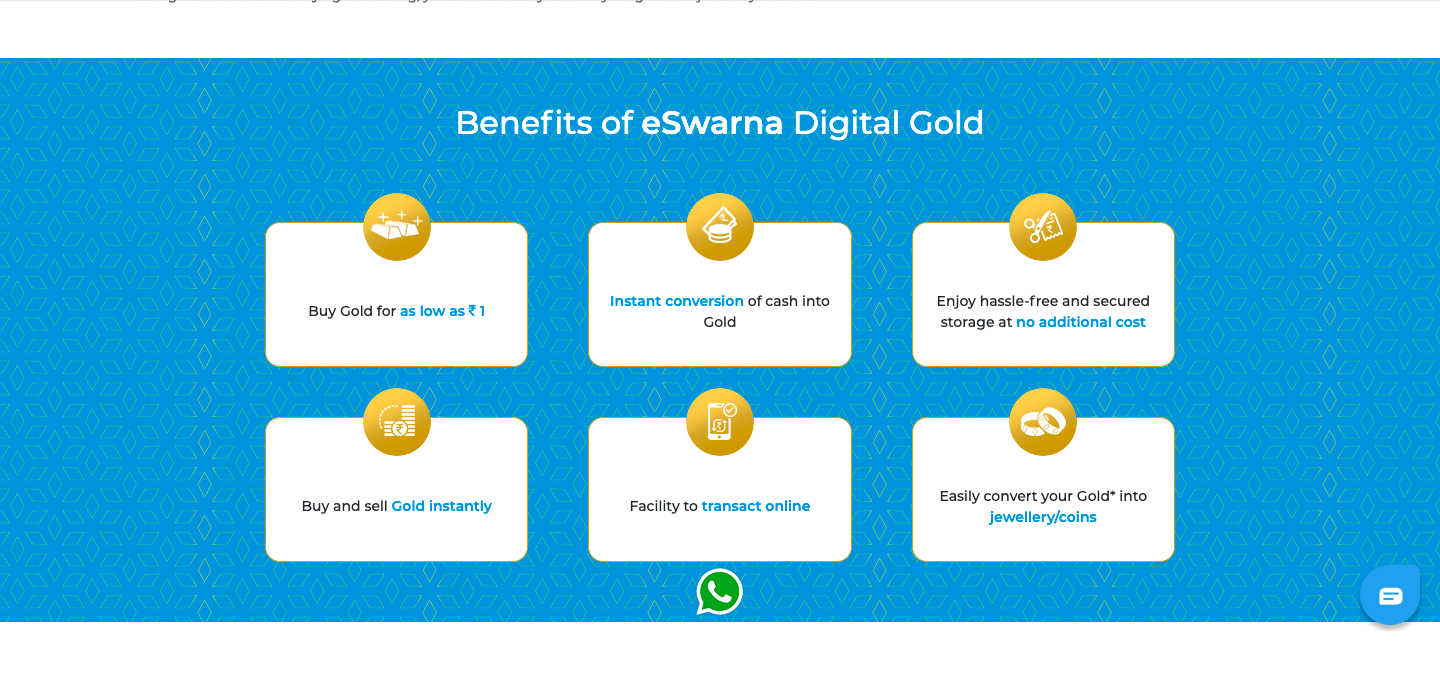 Benefits of eSwarna Digital Gold
Buy Gold for as low as ₹ 1
Instant conversion of cash into
Gold
Enjoy hassle-free and secured
storage at no additional cost
Buy and sell Gold instantly
Facility to transact online
Easily convert your Gold* into
jewellery/coins